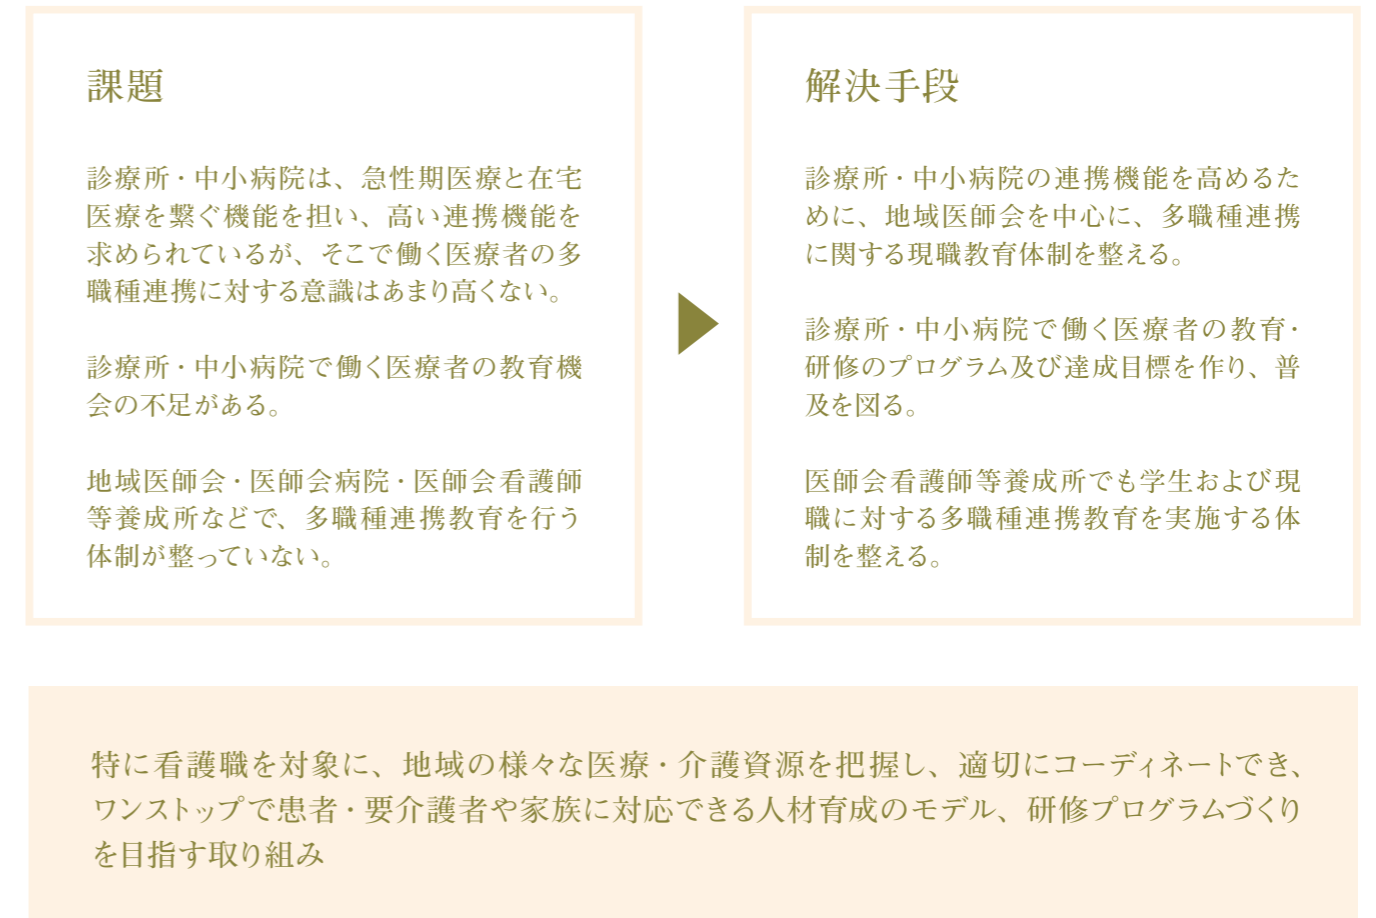 課題
診療所・中小病院は、急性期医療と在宅
医療を繋ぐ機能を担い、高い連携機能を
求められているが、そこで働く医療者の多
職種連携に対する意識はあまり高くない。
診療所・中小病院で働く医療者の教育機
会の不足がある。
地域医師会・医師会病院・医師会看護師
等養成所などで、多職種連携教育を行う
体制が整っていない。
解決手段
診療所・中小病院の連携機能を高めるた
めに、地域医師会を中心に、多職種連携
に関する現職教育体制を整える。
診療所・中小病院で働く医療者の教育・
研修のプログラム及び達成目標を作り、普
及を図る。
医師会看護師等養成所でも学生および現
職に対する多職種連携教育を実施する体
制を整える。
特に看護職を対象に、地域の様々な医療・介護資源を把握し、適切にコーディネートでき、
ワンストップで患者・要介護者や家族に対応できる人材育成のモデル、研修プログラムづくり
を目指す取り組み